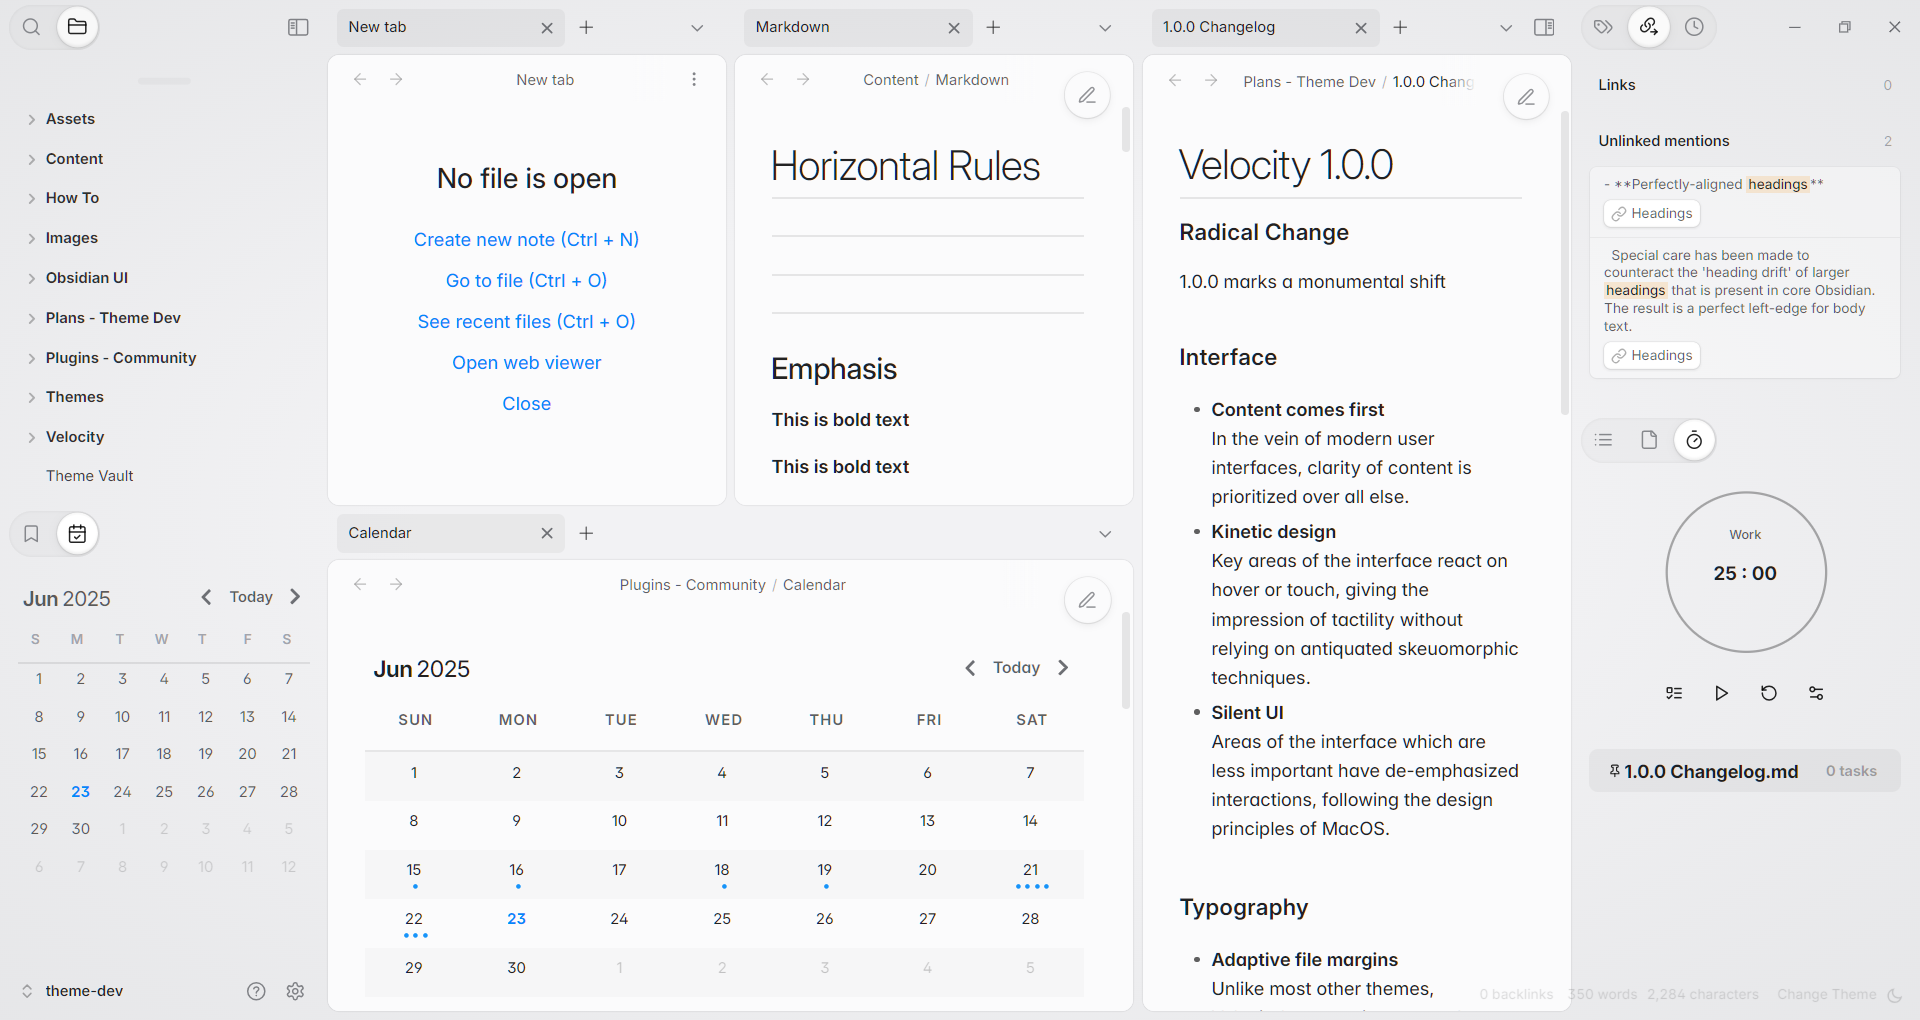 Assets
Content
How To
Images
Obsidian UI
Plans - Theme Dev
Plugins - Community
Themes
Velocity
Theme Vault
Jun 2025
Today
S M T W T F S
1 2 3 4 5 6 7
8 9 10 11 12 13 14
15 16 17 18 19 20 21
22 23 24 25 26 27 28
29 30 1 2 3 4 5
6 7 8 9 10 11 12
theme-dev
New tab
New tab
No file is open
Create new note (Ctrl + N)
Go to file (Ctrl + O)
See recent files (Ctrl + O)
Open web viewer
Close
Markdown
Content / Markdown
Horizontal Rules
Emphasis
This is bold text
This is bold text
Calendar
Plugins - Community / Calendar
Jun 2025
Today
SUN MON TUE WED THU FRI SAT
1 2 3 4 5 6 7
8 9 10 11 12 13 14
15 16 17 18 19 20 21
22 23 24 25 26 27 28
29 30 1 2 3 4 5
1.0.0 Changelog
Plans - Theme Dev / 1.0.0 Chang
Velocity 1.0.0
Radical Change
1.0.0 marks a monumental shift
Interface
Content comes first
In the vein of modern user
interfaces, clarity of content is
prioritized over all else.
Kinetic design
Key areas of the interface react on
hover or touch, giving the
impression of tactility without
relying on antiquated skeuomorphic
techniques.
Silent UI
Areas of the interface which are
less important have de-emphasized
interactions, following the design
principles of MacOS.
Typography
Adaptive file margins
Unlike most other themes,
Links 0
Unlinked mentions 2
- **Perfectly-aligned headings**
Headings
Special care has been made to
counteract the 'heading drift' of larger
headings that is present in core Obsidian.
The result is a perfect left-edge for body
text.
Headings
Work
25 : 00
1.0.0 Changelog.md 0 tasks
0 backlinks 350 words 2,284 characters Change Theme